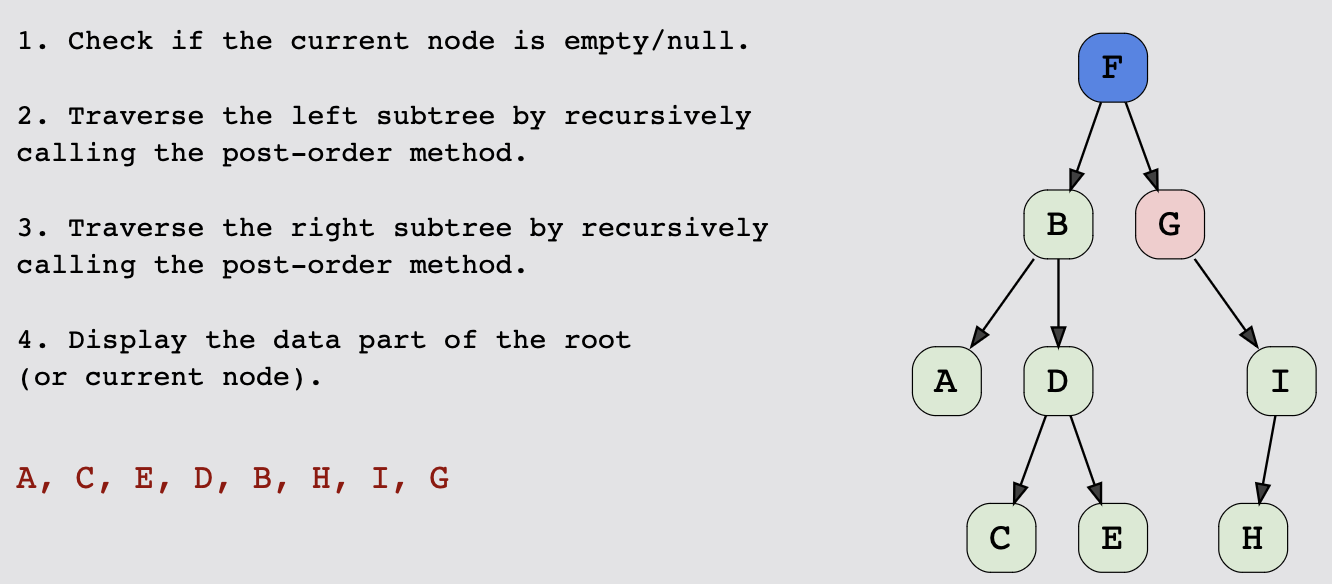 1. Check if the current node is empty/null.
2. Traverse the left subtree by recursively
calling the post-order method.
3. Traverse the right subtree by recursively
calling the post-order method.
4. Display the data part of the root
(or current node).
A, C, E, D, B, H, I, G
F
B G
A D I
C E H